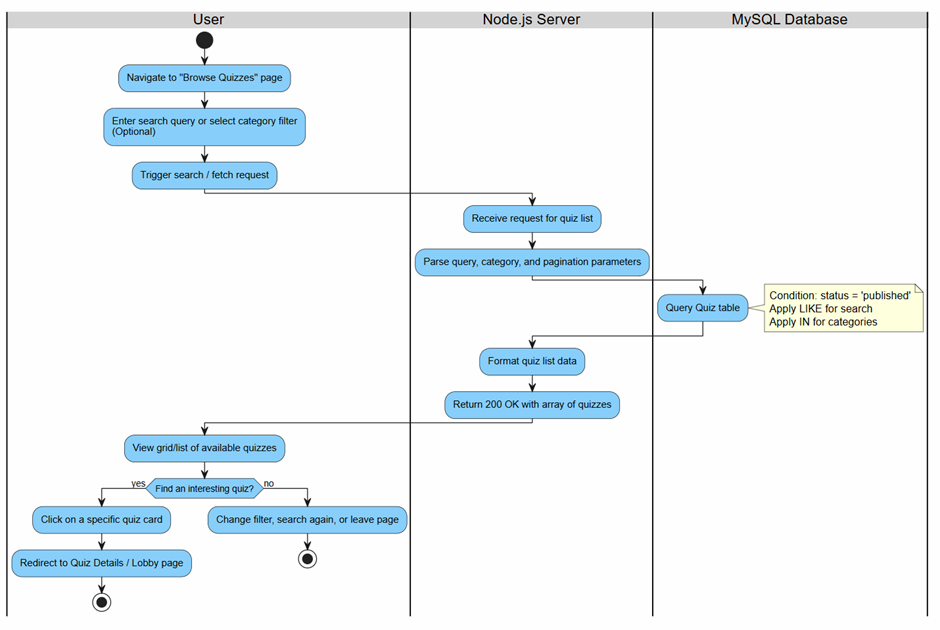 User
Node.js Server
MySQL Database
Navigate to "Browse Quizzes" page
Enter search query or select category filter
(Optional)
Trigger search / fetch request
Receive request for quiz list
Parse query, category, and pagination parameters
Query Quiz table
Condition: status = 'published'
Apply LIKE for search
Apply IN for categories
Format quiz list data
Return 200 OK with array of quizzes
View grid/list of available quizzes
yes
Find an interesting quiz?
no
Click on a specific quiz card
Change filter, search again, or leave page
Redirect to Quiz Details / Lobby page